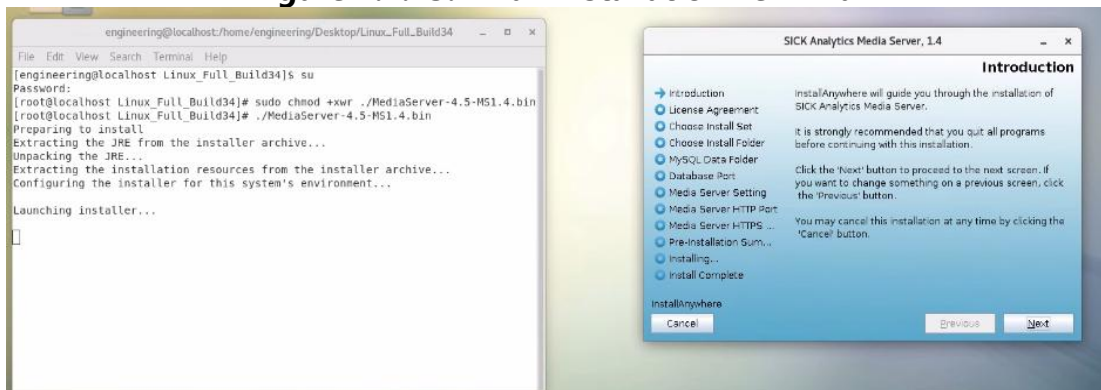 engineering@localhost:/home/engineering/Desktop/Linux_Full_Build34
File Edit View Search Terminal Help
[engineering@localhost Linux_Full_Build34]$ su
Password:
[root@localhost Linux_Full_Build34]# sudo chmod +xwr ./MediaServer-4.5-MS1.4.bin
[root@localhost Linux_Full_Build34]# ./MediaServer-4.5-MS1.4.bin
Preparing to install
Extracting the JRE from the installer archive...
Unpacking the JRE...
Extracting the installation resources from the installer archive...
Configuring the installer for this system's environment...
Launching installer...
SICK Analytics Media Server, 1.4
Introduction
Introduction
License Agreement
Choose Install Set
Choose Install Folder
MySQL Data Folder
Database Port
Media Server Setting
Media Server HTTP Port
Media Server HTTPS ...
Pre-Installation Sum...
Installing...
Install Complete
InstallAnywhere will guide you through the installation of
SICK Analytics Media Server.
It is strongly recommended that you quit all programs
before continuing with this installation.
Click the 'Next' button to proceed to the next screen. If
you want to change something on a previous screen, click
the 'Previous' button.
You may cancel this installation at any time by clicking the
'Cancel' button.
InstallAnywhere
Cancel
Previous
Next